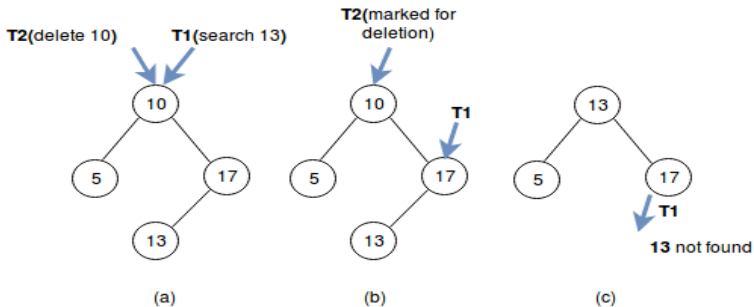 T2(delete 10)
T1(search 13)
10
5
17
13
(a)
T2(marked for
deletion)
10
T1
5
17
13
(b)
13
5
17
T1
13 not found
(c)